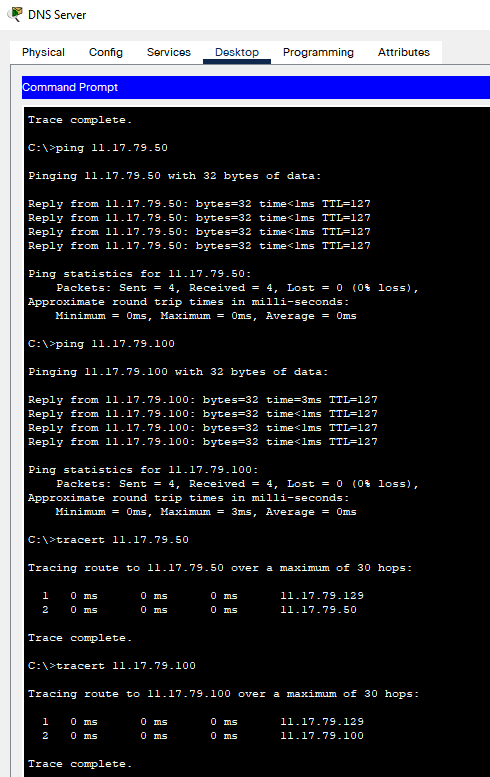 DNS Server
Physical Config Services Desktop Programming Attributes
Command Prompt
Trace complete.
C:\>ping 11.17.79.50
Pinging 11.17.79.50 with 32 bytes of data:
Reply from 11.17.79.50: bytes=32 time<1ms TTL=127
Reply from 11.17.79.50: bytes=32 time<1ms TTL=127
Reply from 11.17.79.50: bytes=32 time<1ms TTL=127
Reply from 11.17.79.50: bytes=32 time<1ms TTL=127
Ping statistics for 11.17.79.50:
    Packets: Sent = 4, Received = 4, Lost = 0 (0% loss),
Approximate round trip times in milli-seconds:
    Minimum = 0ms, Maximum = 0ms, Average = 0ms
C:\>ping 11.17.79.100
Pinging 11.17.79.100 with 32 bytes of data:
Reply from 11.17.79.100: bytes=32 time=3ms TTL=127
Reply from 11.17.79.100: bytes=32 time<1ms TTL=127
Reply from 11.17.79.100: bytes=32 time<1ms TTL=127
Reply from 11.17.79.100: bytes=32 time<1ms TTL=127
Ping statistics for 11.17.79.100:
    Packets: Sent = 4, Received = 4, Lost = 0 (0% loss),
Approximate round trip times in milli-seconds:
    Minimum = 0ms, Maximum = 3ms, Average = 0ms
C:\>tracert 11.17.79.50
Tracing route to 11.17.79.50 over a maximum of 30 hops:
  1   0 ms      0 ms      0 ms      11.17.79.129
  2   0 ms      0 ms      0 ms      11.17.79.50
Trace complete.
C:\>tracert 11.17.79.100
Tracing route to 11.17.79.100 over a maximum of 30 hops:
  1   0 ms      0 ms      0 ms      11.17.79.129
  2   0 ms      0 ms      0 ms      11.17.79.100
Trace complete.